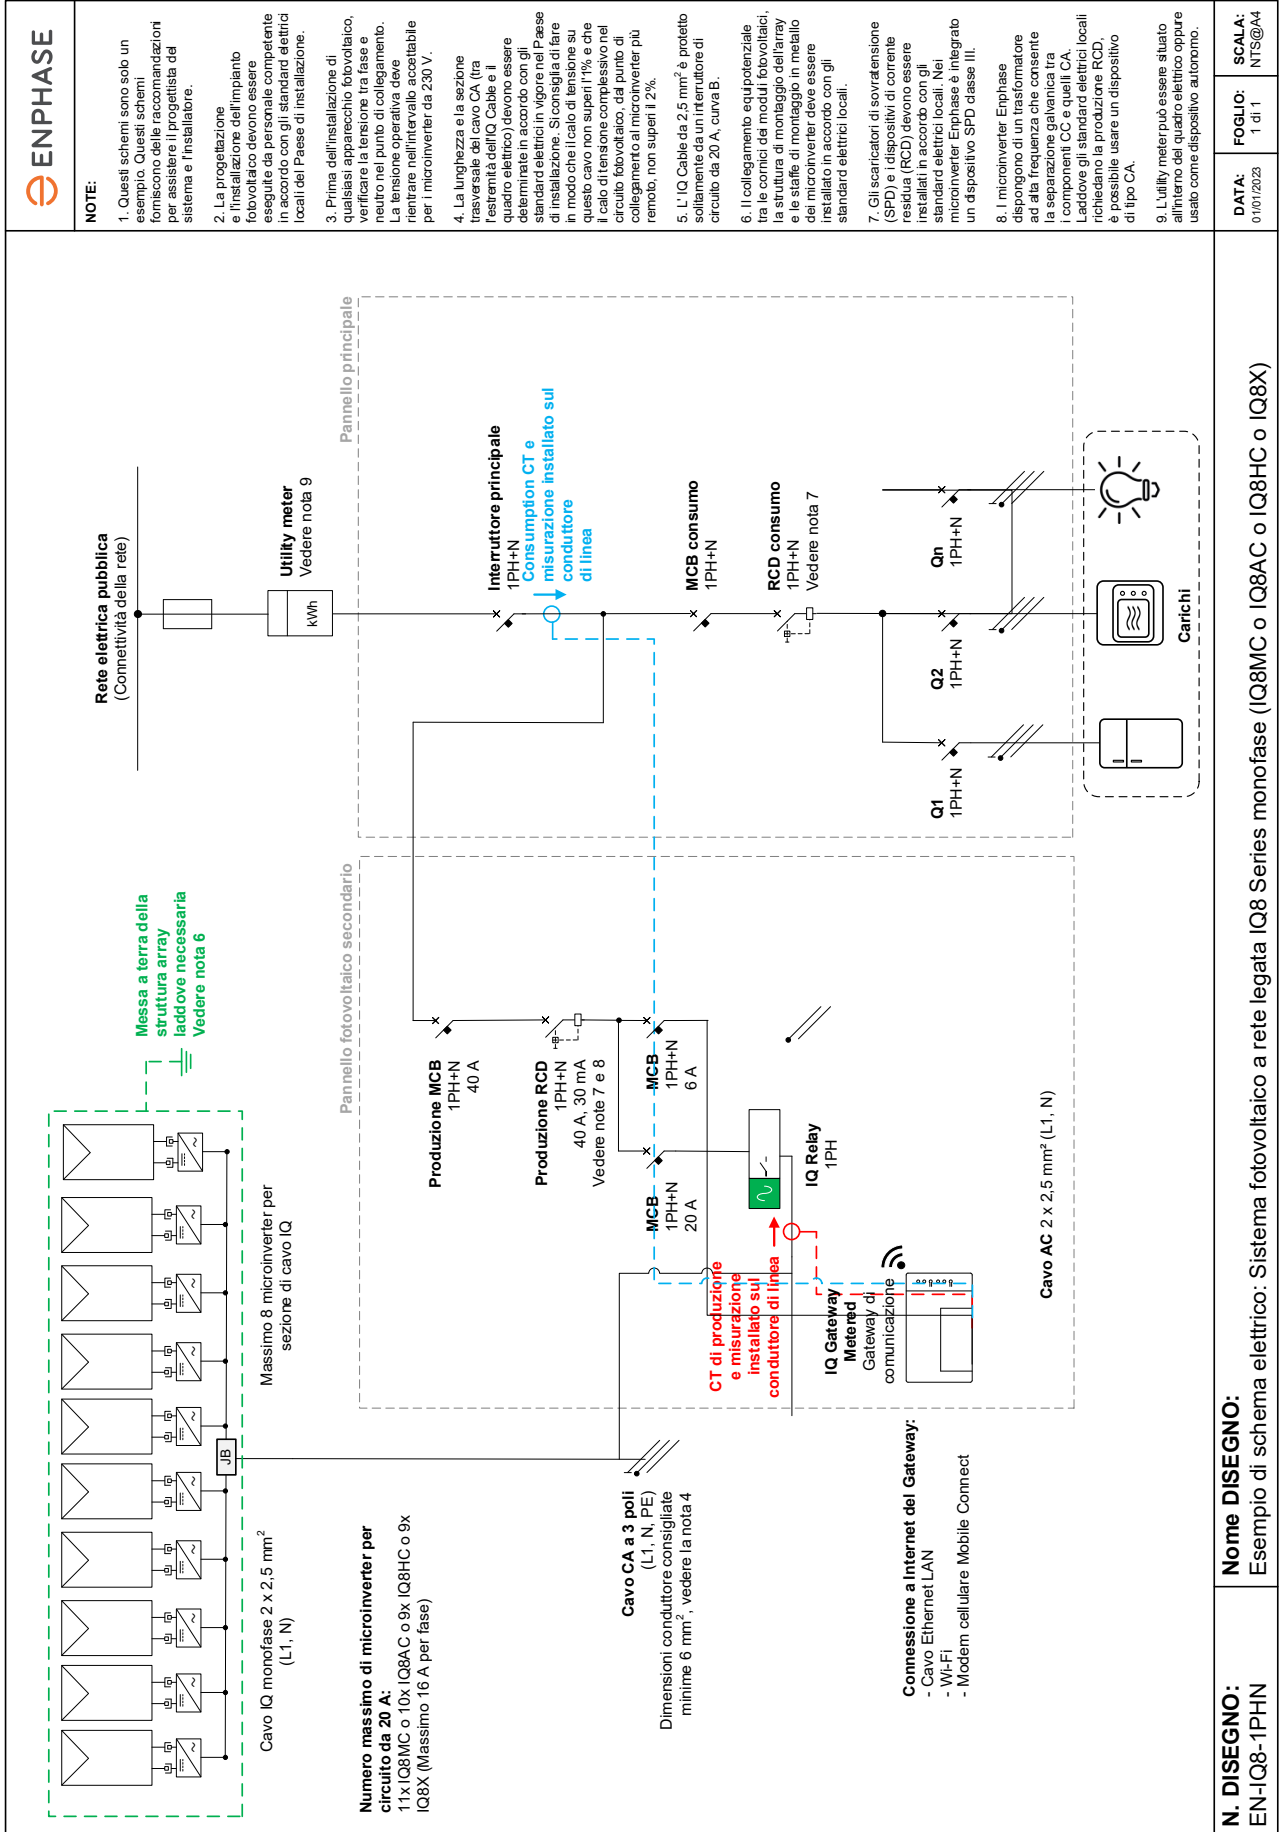 ENPHASE
NOTE:
1. Questi schemi sono solo un
esempio. Questi schemi
forniscono delle raccomandazioni
per assistere il progettista del
sistema e l'installatore.
2. La progettazione
e l'installazione dell'impianto
fotovoltaico devono essere
eseguite da personale competente
in accordo con gli standard elettrici
locali del Paese di installazione.
3. Prima dell'installazione di
qualsiasi apparecchio fotovoltaico,
verificare la tensione tra fase e
neutro nel punto di collegamento.
La tensione operativa deve
rientrare nell'intervallo accettabile
per i microinverter da 230 V.
4. La lunghezza e la sezione
trasversale del cavo CA (tra
l'estremità dell'IQ Cable e il
quadro elettrico) devono essere
determinate in accordo con gli
standard elettrici in vigore nel Paese
di installazione. Si consiglia di fare
in modo che il calo di tensione su
questo cavo non superi l'1% e che
il calo di tensione complessivo nel
circuito fotovoltaico, dal punto di
collegamento al microinverter più
remoto, non superi il 2%.
5. L'IQ Cable da 2,5 mm² è protetto
solitamente da un interruttore di
circuito da 20 A, curva B.
6. Il collegamento equipotenziale
tra le cornici dei moduli fotovoltaici,
la struttura di montaggio dell'array
e le staffe di montaggio in metallo
dei microinverter deve essere
installato in accordo con gli
standard elettrici locali.
7. Gli scaricatori di sovratensione
(SPD) e i dispositivi di corrente
residua (RCD) devono essere
installati in accordo con gli
standard elettrici locali. Nei
microinverter Enphase è integrato
un dispositivo SPD classe III.
8. I microinverter Enphase
dispongono di un trasformatore
ad alta frequenza che consente
la separazione galvanica tra
i componenti CC e quelli CA.
Laddove gli standard elettrici locali
richiedano la produzione RCD,
è possibile usare un dispositivo
di tipo CA.
9. L'utility meter può essere situato
all'interno del quadro elettrico oppure
usato come dispositivo autonomo.
Messa a terra della
struttura array
laddove necessaria
Vedere nota 6
Rete elettrica pubblica
(Connettività della rete)
Utility meter
Vedere nota 9
kWh
Cavo IQ monofase 2 x 2,5 mm²
(L1, N)
JB
Massimo 8 microinverter per
sezione di cavo IQ
Numero massimo di microinverter per
circuito da 20 A:
11x IQ8MC o 10x IQ8AC o 9x IQ8HC o 9x
IQ8X (Massimo 16 A per fase)
Cavo CA a 3 poli
(L1, N, PE)
Dimensioni conduttore consigliate
minime 6 mm², vedere la nota 4
Connessione a Internet del Gateway:
- Cavo Ethernet LAN
- Wi-Fi
- Modem cellulare Mobile Connect
Pannello fotovoltaico secondario
Produzione MCB
1PH+N
40 A
Produzione RCD
1PH+N
40 A, 30 mA
Vedere note 7 e 8
MCB
1PH+N
20 A
MCB
1PH+N
6 A
CT di produzione
e misurazione
installato sul
conduttore di linea
IQ Relay
1PH
IQ Gateway
Metered
Gateway di
comunicazione
Cavo AC 2 x 2,5 mm² (L1, N)
Pannello principale
Interruttore principale
1PH+N
Consumption CT e
misurazione installato sul
conduttore
di linea
MCB consumo
1PH+N
RCD consumo
1PH+N
Vedere nota 7
Q1
1PH+N
Q2
1PH+N
Qn
1PH+N
Carichi
N. DISEGNO:
EN-IQ8-1PHN
Nome DISEGNO:
Esempio di schema elettrico: Sistema fotovoltaico a rete legata IQ8 Series monofase (IQ8MC o IQ8AC o IQ8HC o IQ8X)
DATA:
01/01/2023
FOGLIO:
1 di 1
SCALA:
NTS@A4